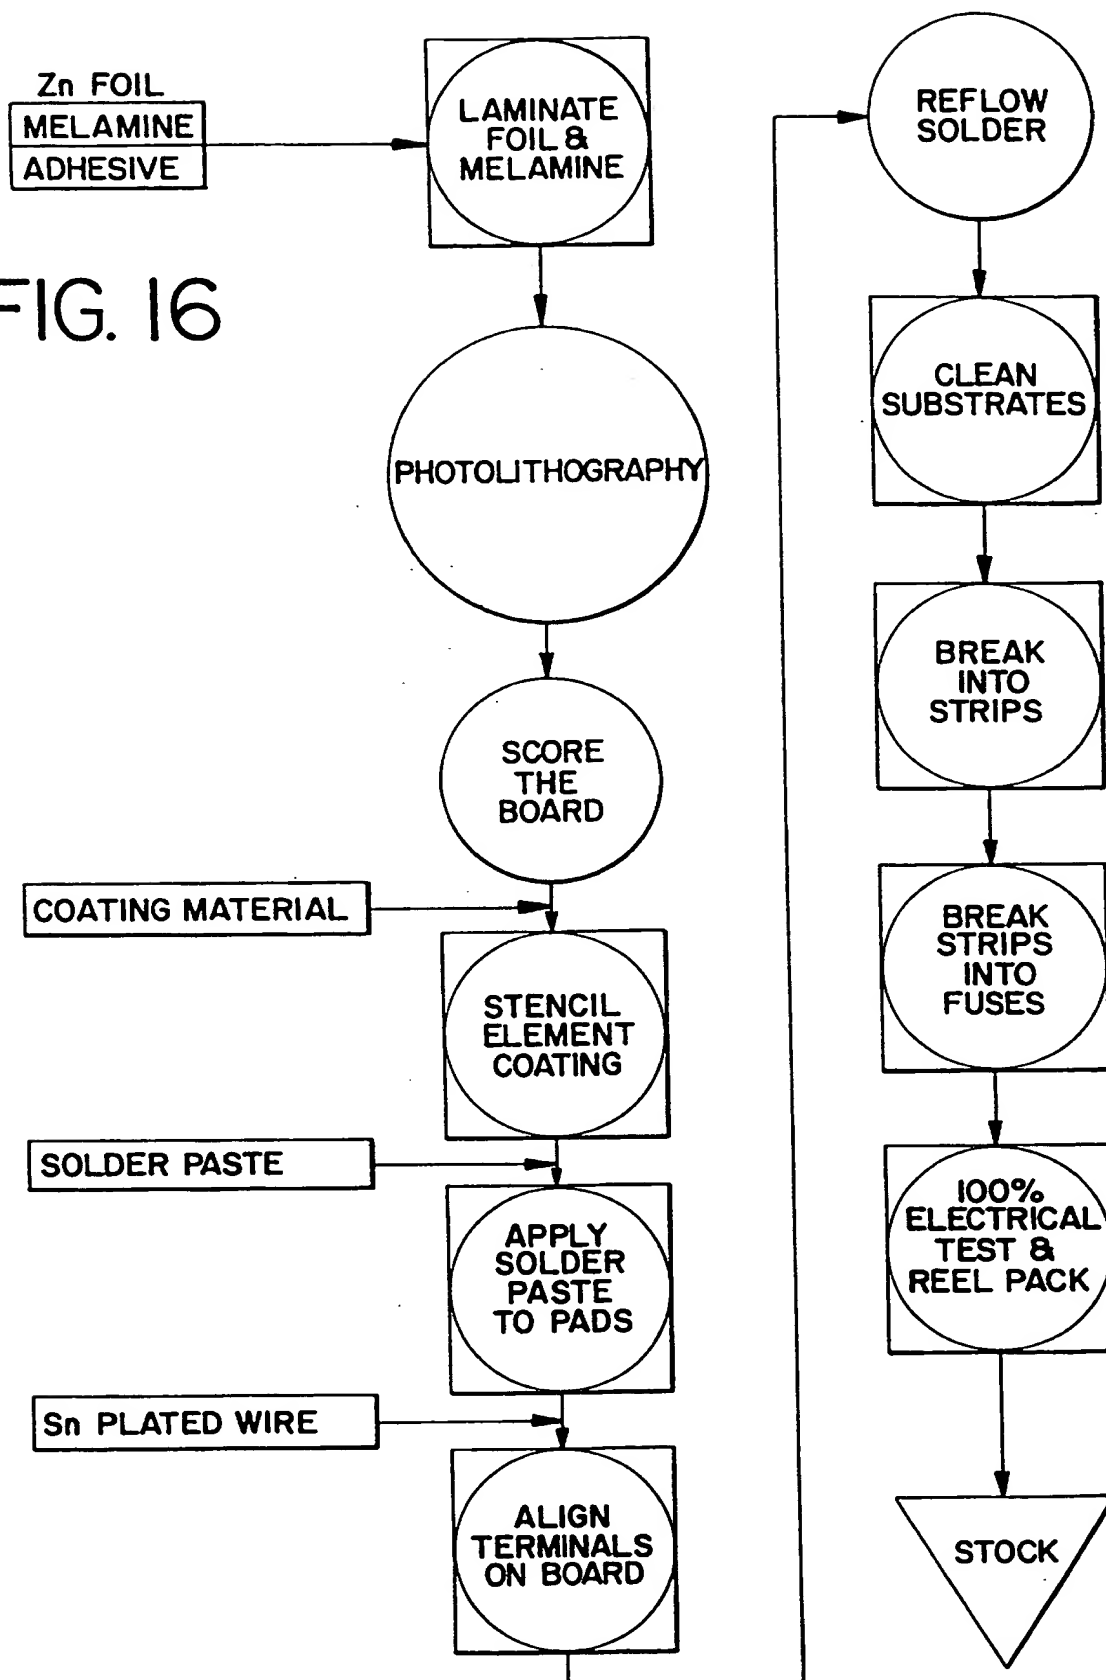 Zn FOIL
MELAMINE
ADHESIVE
LAMINATE
FOIL &
MELAMINE
FIG. 16
PHOTOLITHOGRAPHY
SCORE
THE
BOARD
COATING MATERIAL
STENCIL
ELEMENT
COATING
SOLDER PASTE
APPLY
SOLDER
PASTE
TO PADS
Sn PLATED WIRE
ALIGN
TERMINALS
ON BOARD
REFLOW
SOLDER
CLEAN
SUBSTRATES
BREAK
INTO
STRIPS
BREAK
STRIPS
INTO
FUSES
100%
ELECTRICAL
TEST &
REEL PACK
STOCK